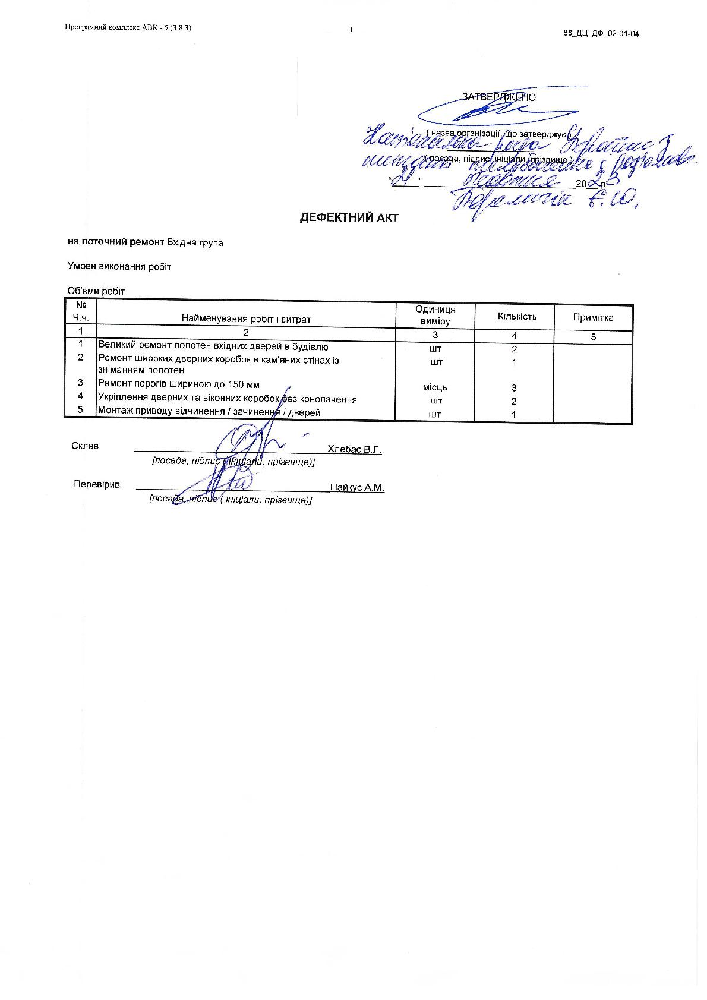 Програмний комплекс АВК - 5 (3.8.3)
1
88_ДЦ_ДФ_02-01-04
ЗАТВЕРДЖЕНО
( назва організації, що затверджує )
Національна рада України з
( посада, підпис, ініціали, прізвище )
питань телебачення і радіомов.
"21" жовтня 2023 р.
Є.Ю.
ДЕФЕКТНИЙ АКТ
на поточний ремонт Вхідна група
Умови виконання робіт
Об'єми робіт
№ Ч.ч. Найменування робіт і витрат Одиниця виміру Кількість Примітка
1 2 3 4 5
1 Великий ремонт полотен вхідних дверей в будівлю шт 2
2 Ремонт широких дверних коробок в кам'яних стінах із зніманням полотен шт 1
3 Ремонт порогів шириною до 150 мм місць 3
4 Укріплення дверних та віконних коробок без конопачення шт 2
5 Монтаж приводу відчинення / зачинення / дверей шт 1
Склав Хлебас В.Л.
[посада, підпис ( ініціали, прізвище)]
Перевірив Найкус А.М.
[посада, підпис ( ініціали, прізвище)]